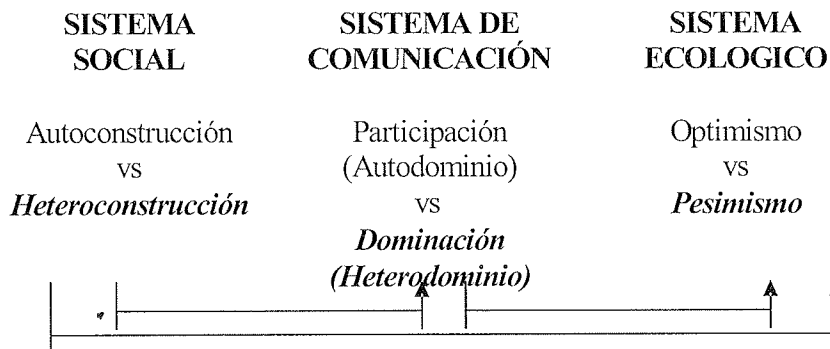 SISTEMA SOCIAL
Autoconstrucción
vs
Heteroconstrucción
SISTEMA DE COMUNICACIÓN
Participación
(Autodominio)
vs
Dominación
(Heterodominio)
SISTEMA ECOLOGICO
Optimismo
vs
Pesimismo